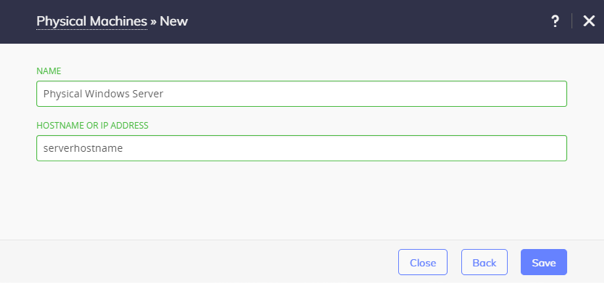 Physical Machines » New ?
NAME
Physical Windows Server
HOSTNAME OR IP ADDRESS
serverhostname
Close Back Save